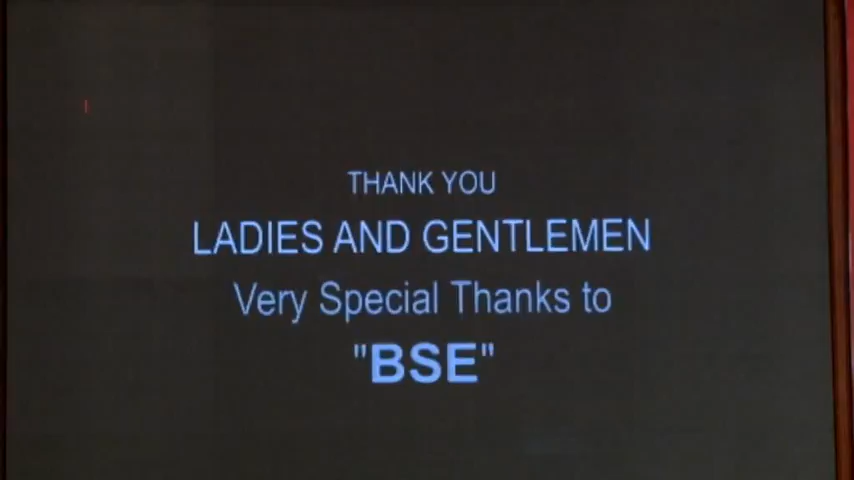 THANK YOU
LADIES AND GENTLEMEN
Very Special Thanks to
"BSE"